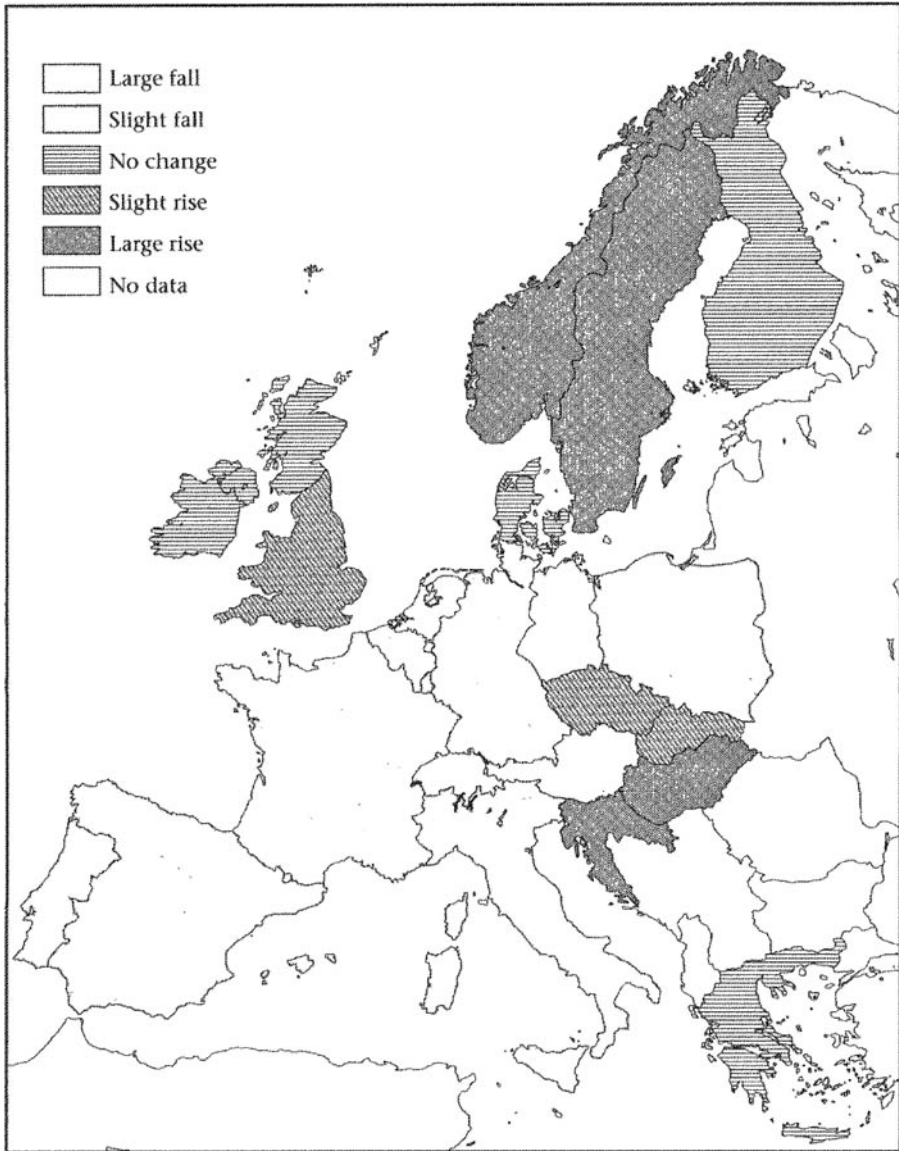 Large fall
Slight fall
No change
Slight rise
Large rise
No data